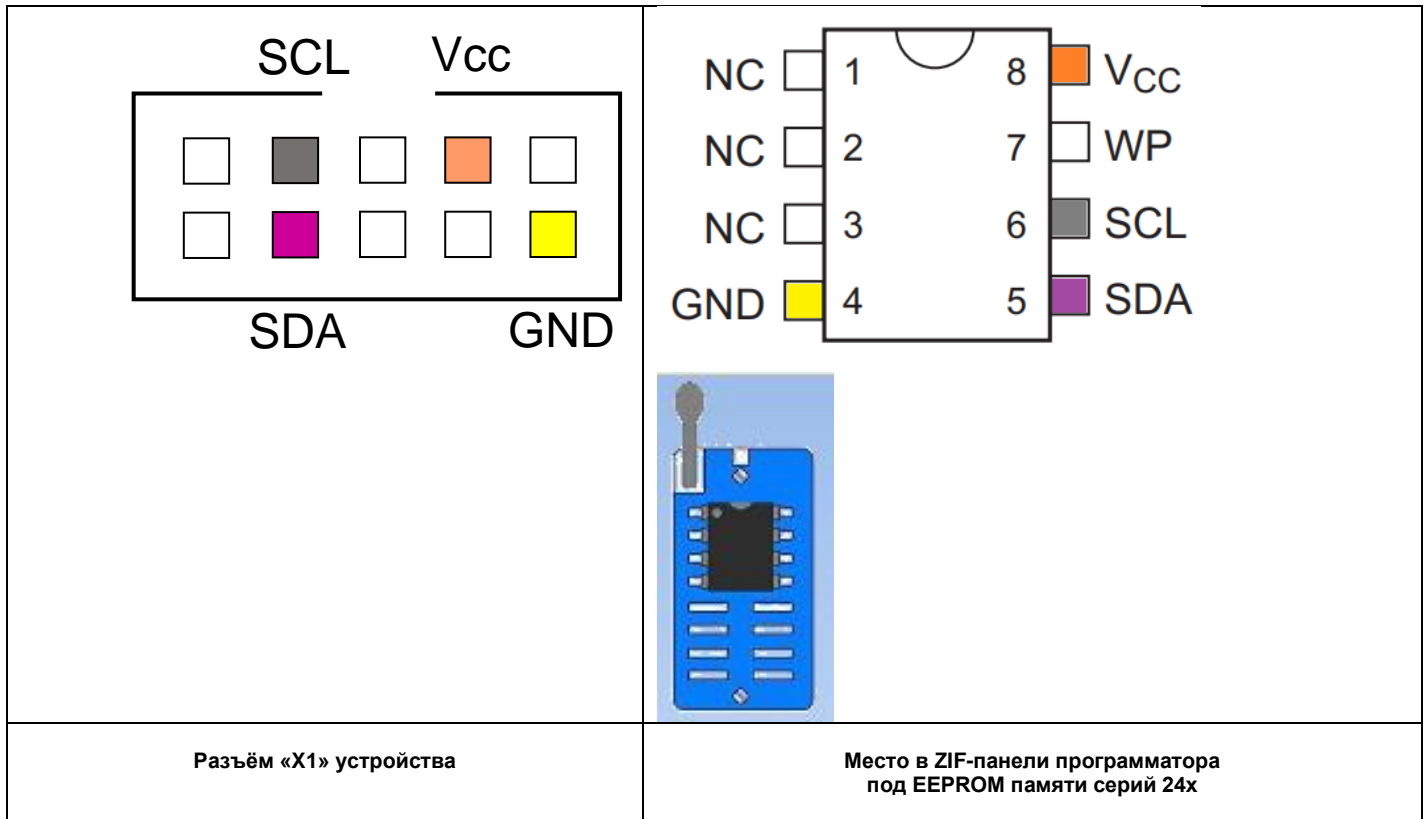 SCL Vcc
SDA GND
NC 1 8 VCC
NC 2 7 WP
NC 3 6 SCL
GND 4 5 SDA
Разъём «X1» устройства
Место в ZIF-панели программатора
под EEPROM памяти серий 24x